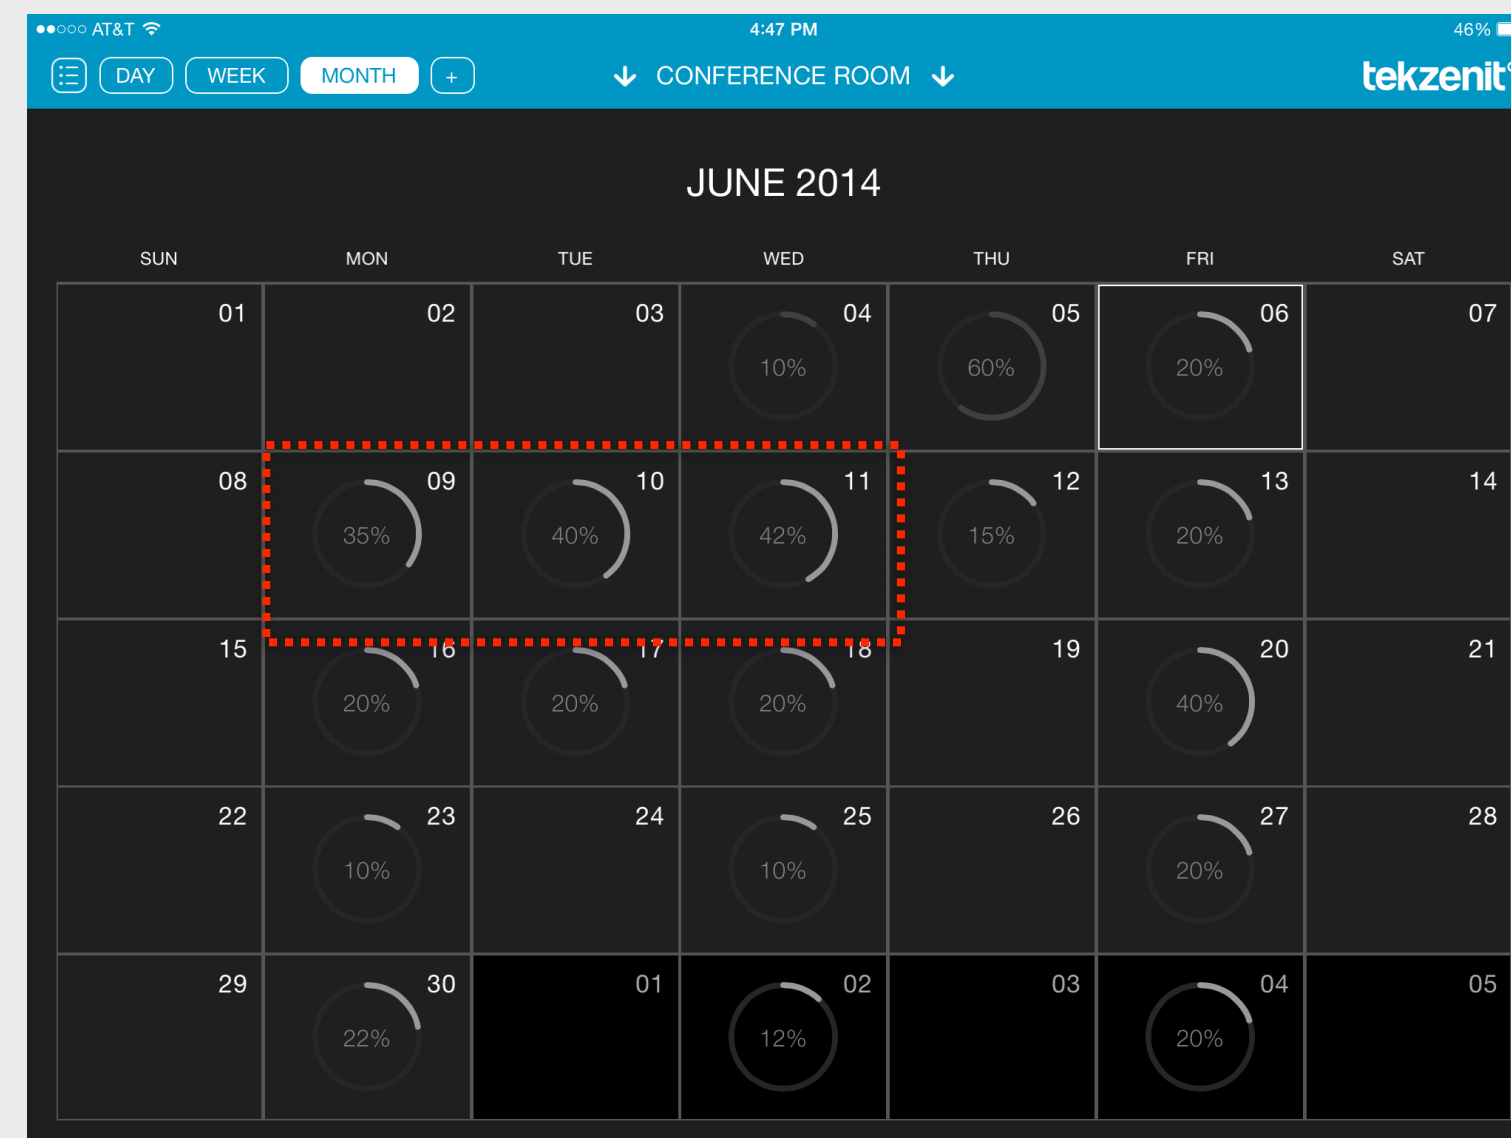 AT&T 4:47 PM 46%
DAY WEEK MONTH + CONFERENCE ROOM tekzenit
JUNE 2014
SUN MON TUE WED THU FRI SAT
01 02 03 04 05 06 07
10% 60% 20%
08 09 10 11 12 13 14
35% 40% 42% 15% 20%
15 16 17 18 19 20 21
20% 20% 20% 40%
22 23 24 25 26 27 28
10% 10% 20%
29 30 01 02 03 04 05
22% 12% 20%